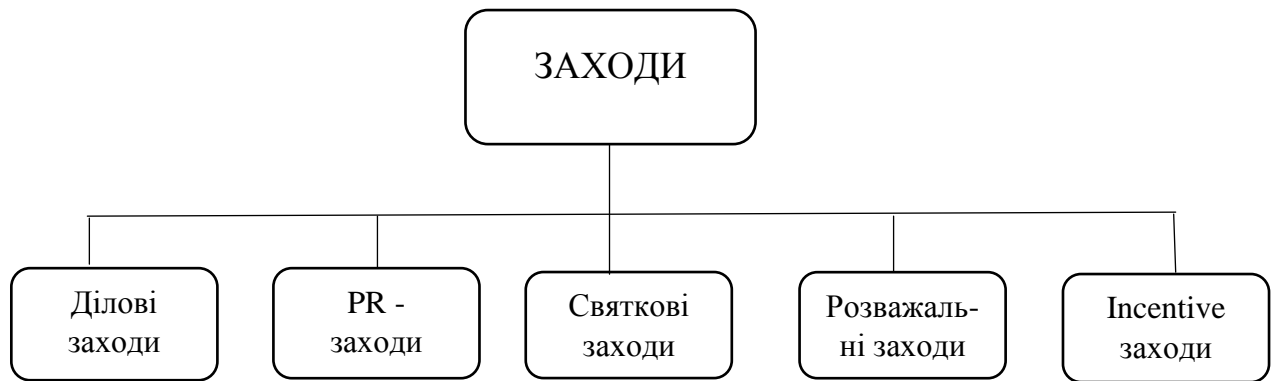 ЗАХОДИ
Ділові
заходи
PR -
заходи
Святкові
заходи
Розважаль-
ні заходи
Incentive
заходи